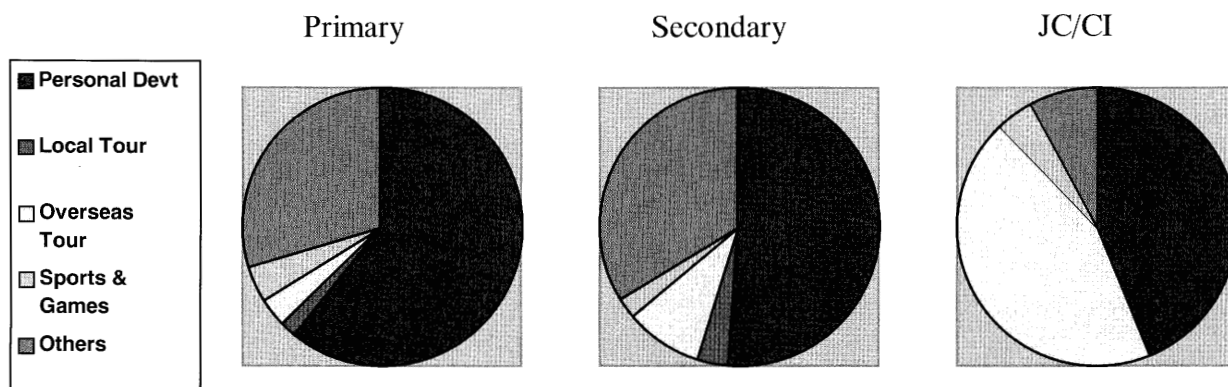 Primary
Secondary
JC/CI
Personal Devt
Local Tour
Overseas
Tour
Sports &
Games
Others